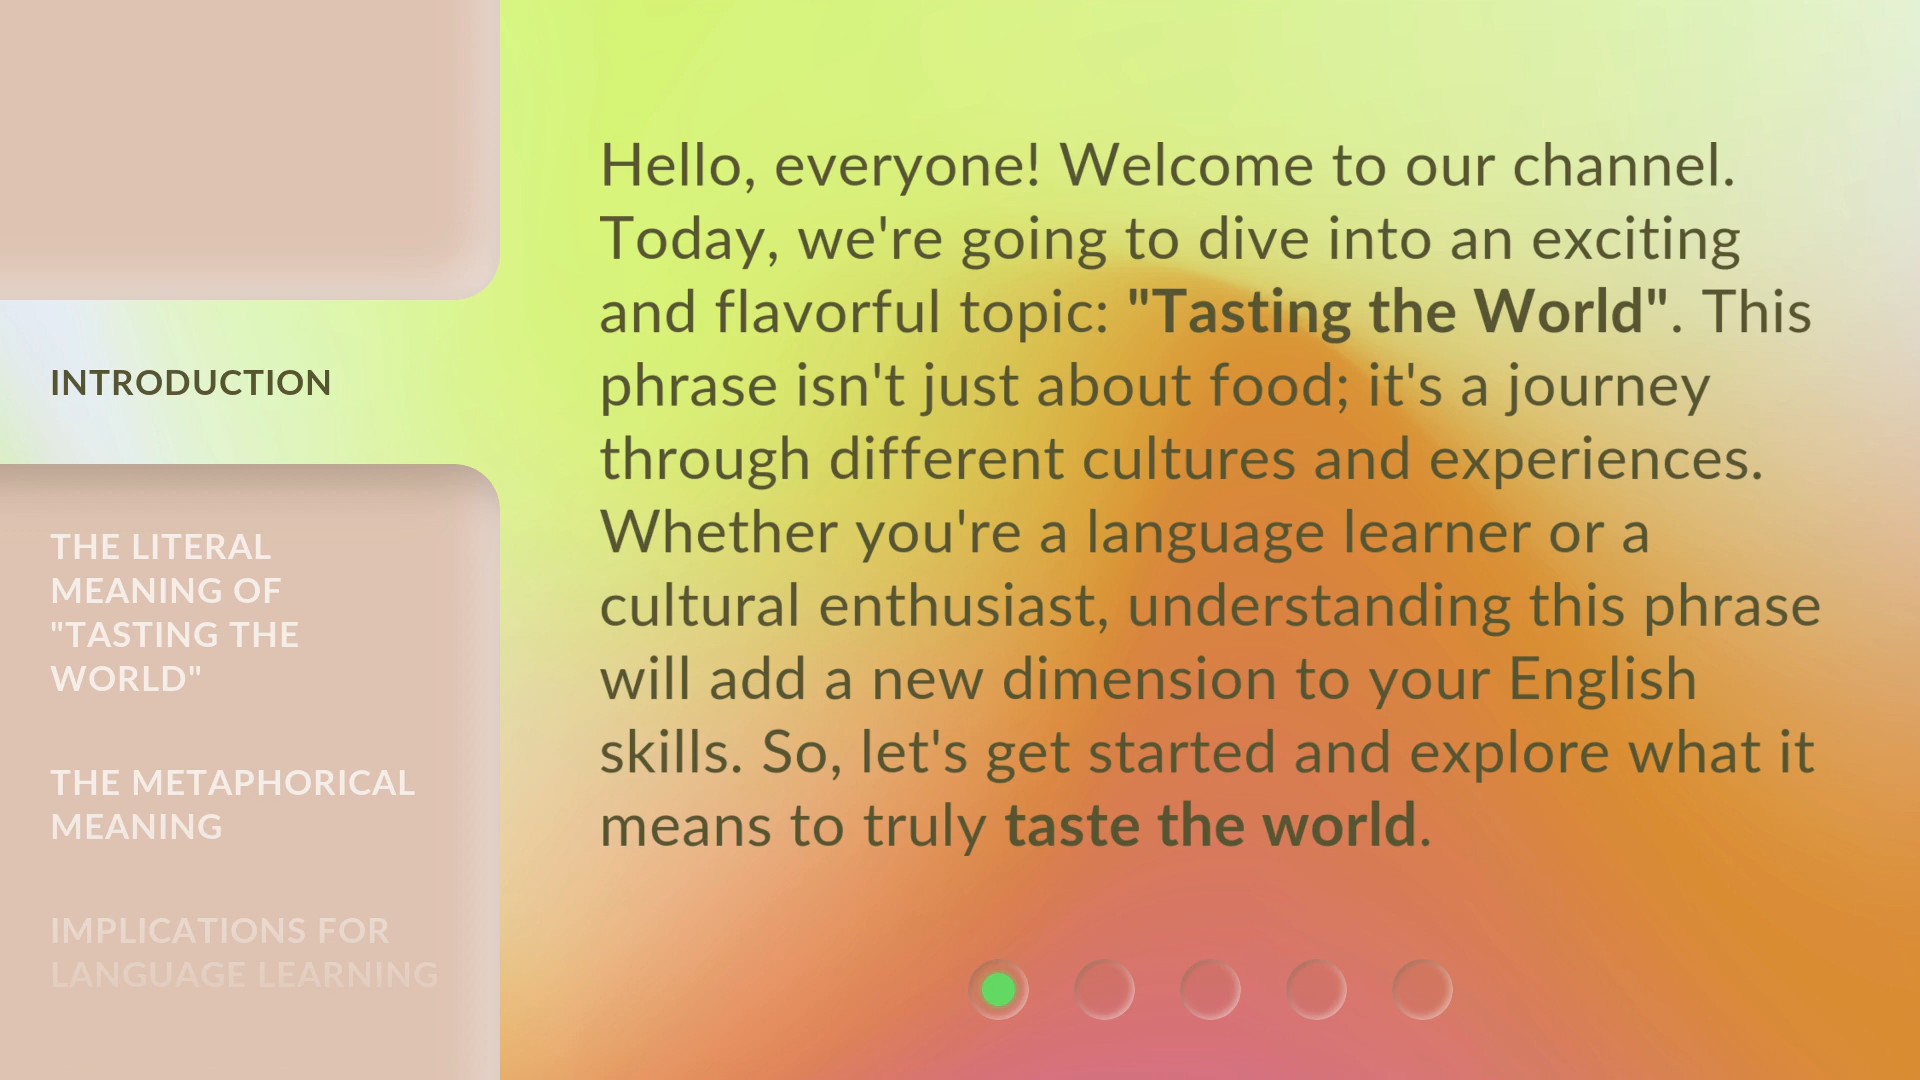 INTRODUCTION
THE LITERAL
MEANING OF
"TASTING THE
WORLD"
THE METAPHORICAL
MEANING
IMPLICATIONS FOR
LANGUAGE LEARNING
Hello, everyone! Welcome to our channel.
Today, we're going to dive into an exciting
and flavorful topic: "Tasting the World". This
phrase isn't just about food; it's a journey
through different cultures and experiences.
Whether you're a language learner or a
cultural enthusiast, understanding this phrase
will add a new dimension to your English
skills. So, let's get started and explore what it
means to truly taste the world.